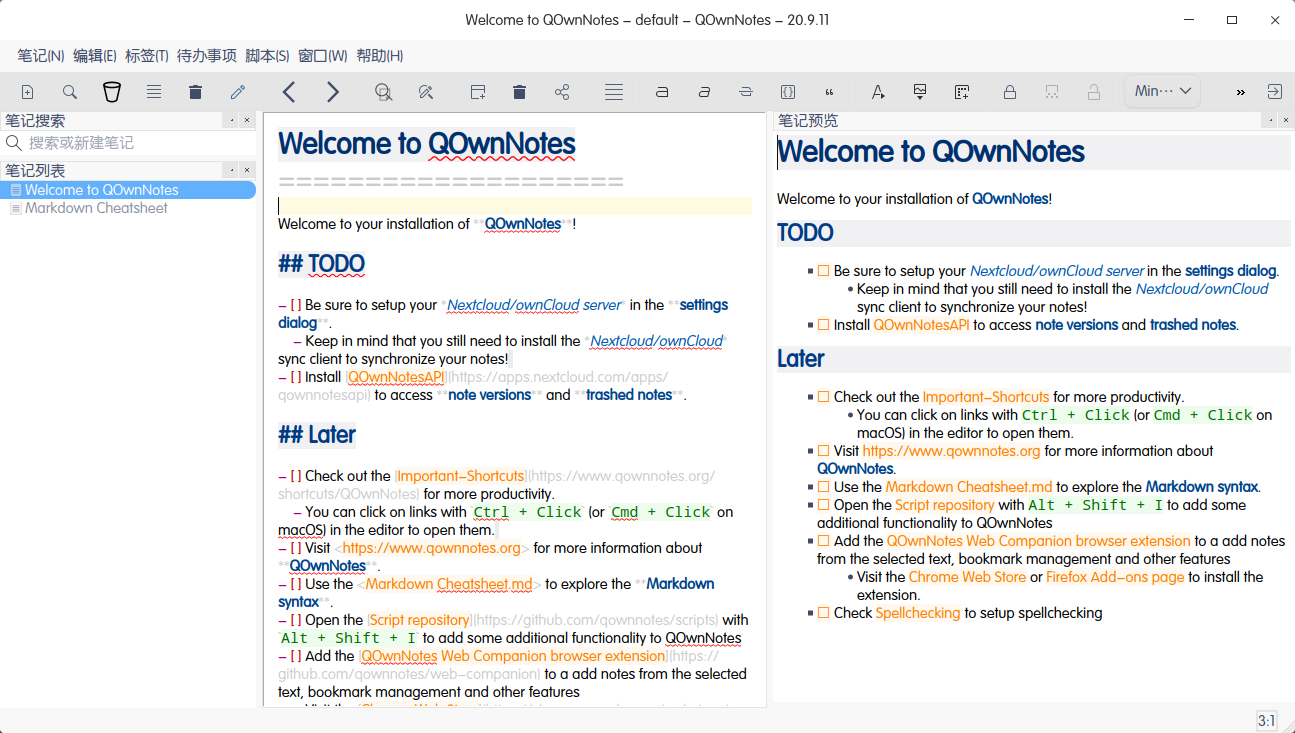 Welcome to QOwnNotes – default – QOwnNotes – 20.9.11
笔记(N) 编辑(E) 标签(T) 待办事项 脚本(S) 窗口(W) 帮助(H)
Min··· »
笔记搜索
搜索或新建笔记
笔记列表
Welcome to QOwnNotes
Markdown Cheatsheet
Welcome to QOwnNotes
====================
Welcome to your installation of **QOwnNotes**!
## TODO
– [ ] Be sure to setup your *Nextcloud/ownCloud server* in the **settings
dialog**.
– Keep in mind that you still need to install the *Nextcloud/ownCloud*
sync client to synchronize your notes!
– [ ] Install [QOwnNotesAPI](https://apps.nextcloud.com/apps/
qownnotesapi) to access **note versions** and **trashed notes**.
## Later
– [ ] Check out the [Important–Shortcuts](https://www.qownnotes.org/
shortcuts/QOwnNotes) for more productivity.
– You can click on links with `Ctrl + Click` (or `Cmd + Click` on
macOS) in the editor to open them.
– [ ] Visit <https://www.qownnotes.org> for more information about
**QOwnNotes**.
– [ ] Use the <Markdown Cheatsheet.md> to explore the **Markdown
syntax**.
– [ ] Open the [Script repository](https://github.com/qownnotes/scripts) with
`Alt + Shift + I` to add some additional functionality to QOwnNotes
– [ ] Add the [QOwnNotes Web Companion browser extension](https://
github.com/qownnotes/web–companion) to a add notes from the selected
text, bookmark management and other features
笔记预览
Welcome to QOwnNotes
Welcome to your installation of QOwnNotes!
TODO
☐ Be sure to setup your Nextcloud/ownCloud server in the settings dialog.
• Keep in mind that you still need to install the Nextcloud/ownCloud
sync client to synchronize your notes!
☐ Install QOwnNotesAPI to access note versions and trashed notes.
Later
☐ Check out the Important–Shortcuts for more productivity.
• You can click on links with Ctrl + Click (or Cmd + Click on
macOS) in the editor to open them.
☐ Visit https://www.qownnotes.org for more information about
QOwnNotes.
☐ Use the Markdown Cheatsheet.md to explore the Markdown syntax.
☐ Open the Script repository with Alt + Shift + I to add some
additional functionality to QOwnNotes
☐ Add the QOwnNotes Web Companion browser extension to a add notes
from the selected text, bookmark management and other features
• Visit the Chrome Web Store or Firefox Add–ons page to install the
extension.
☐ Check Spellchecking to setup spellchecking
3:1